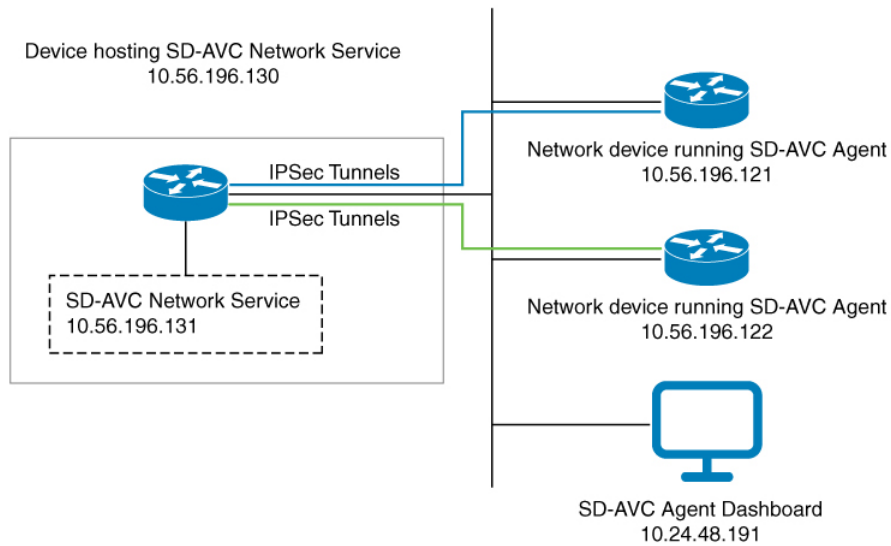 Device hosting SD-AVC Network Service
10.56.196.130
IPSec Tunnels
IPSec Tunnels
SD-AVC Network Service
10.56.196.131
Network device running SD-AVC Agent
10.56.196.121
Network device running SD-AVC Agent
10.56.196.122
SD-AVC Agent Dashboard
10.24.48.191